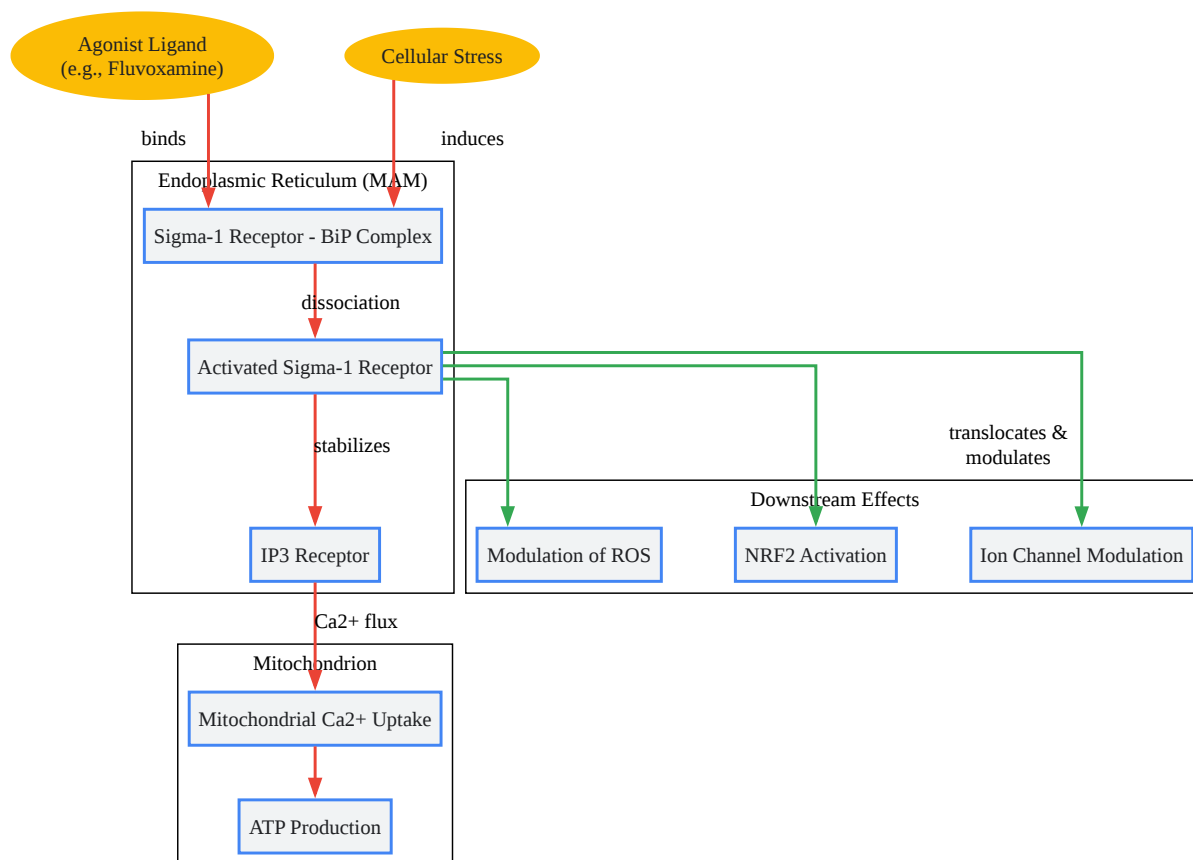 Agonist Ligand
(e.g., Fluvoxamine)
Cellular Stress
binds
induces
Endoplasmic Reticulum (MAM)
Sigma-1 Receptor - BiP Complex
dissociation
Activated Sigma-1 Receptor
stabilizes
translocates &
modulates
Downstream Effects
IP3 Receptor
Modulation of ROS
NRF2 Activation
Ion Channel Modulation
Ca2+ flux
Mitochondrion
Mitochondrial Ca2+ Uptake
ATP Production